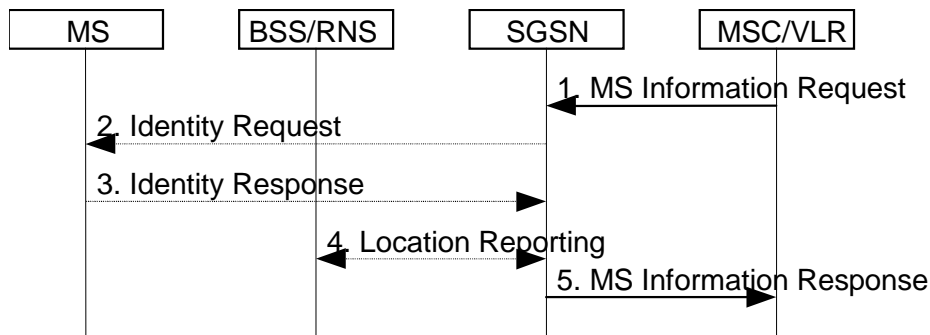 MS
BSS/RNS
SGSN
MSC/VLR
1. MS Information Request
2. Identity Request
3. Identity Response
4. Location Reporting
5. MS Information Response